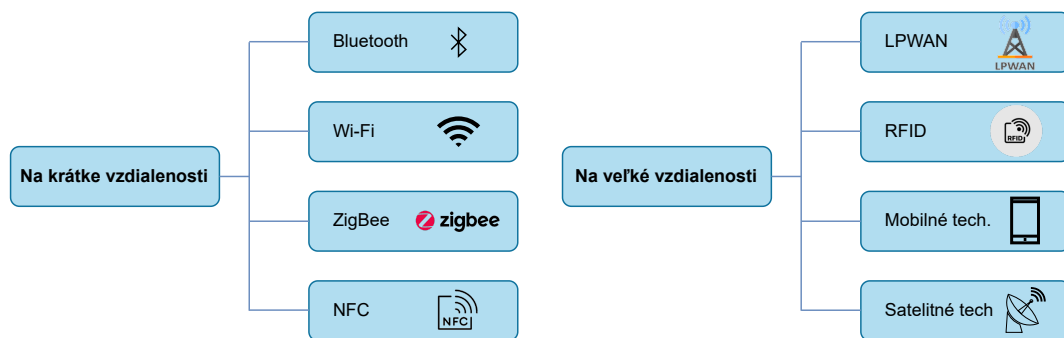 Na krátke vzdialenosti
Bluetooth
Wi-Fi
ZigBee
zigbee
NFC
NFC
Na veľké vzdialenosti
LPWAN
LPWAN
RFID
RFID
Mobilné tech.
Satelitné tech